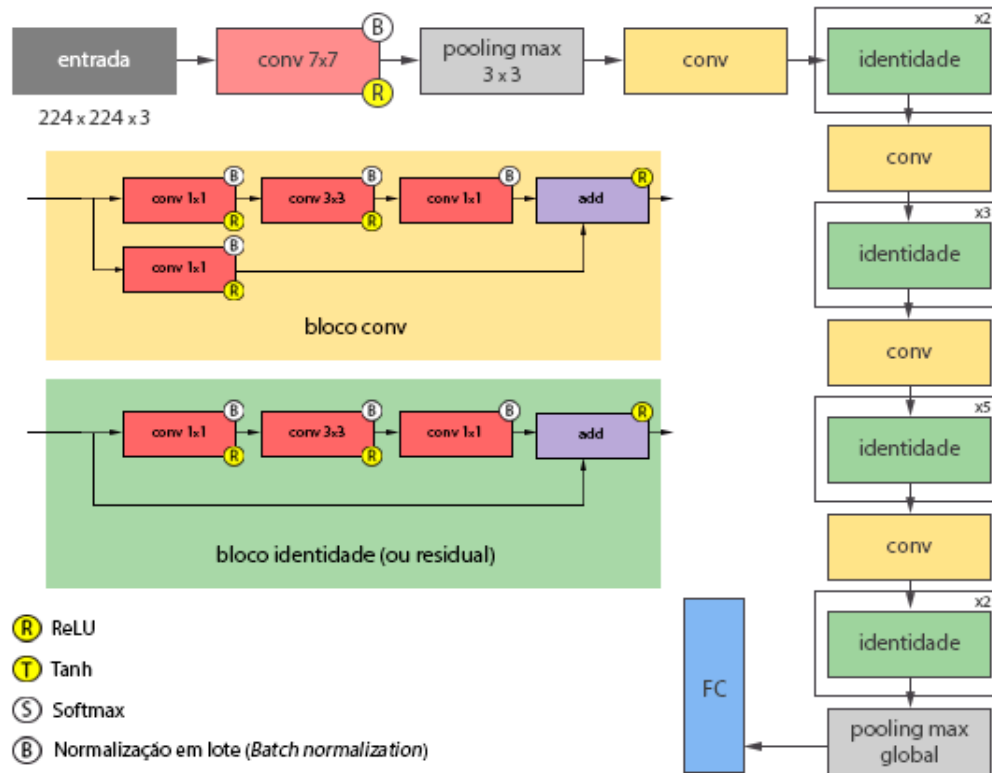 entrada
224 x 224 x 3
conv 7x7
B
R
pooling max
3 x 3
conv
x2
identidade
conv
x3
identidade
conv
x5
identidade
conv
x2
identidade
pooling max
global
FC
conv 1x1
B
R
conv 3x3
B
R
conv 1x1
B
add
R
conv 1x1
B
R
bloco conv
conv 1x1
B
R
conv 3x3
B
R
conv 1x1
B
add
R
bloco identidade (ou residual)
R ReLU
T Tanh
S Softmax
B Normalização em lote (Batch normalization)